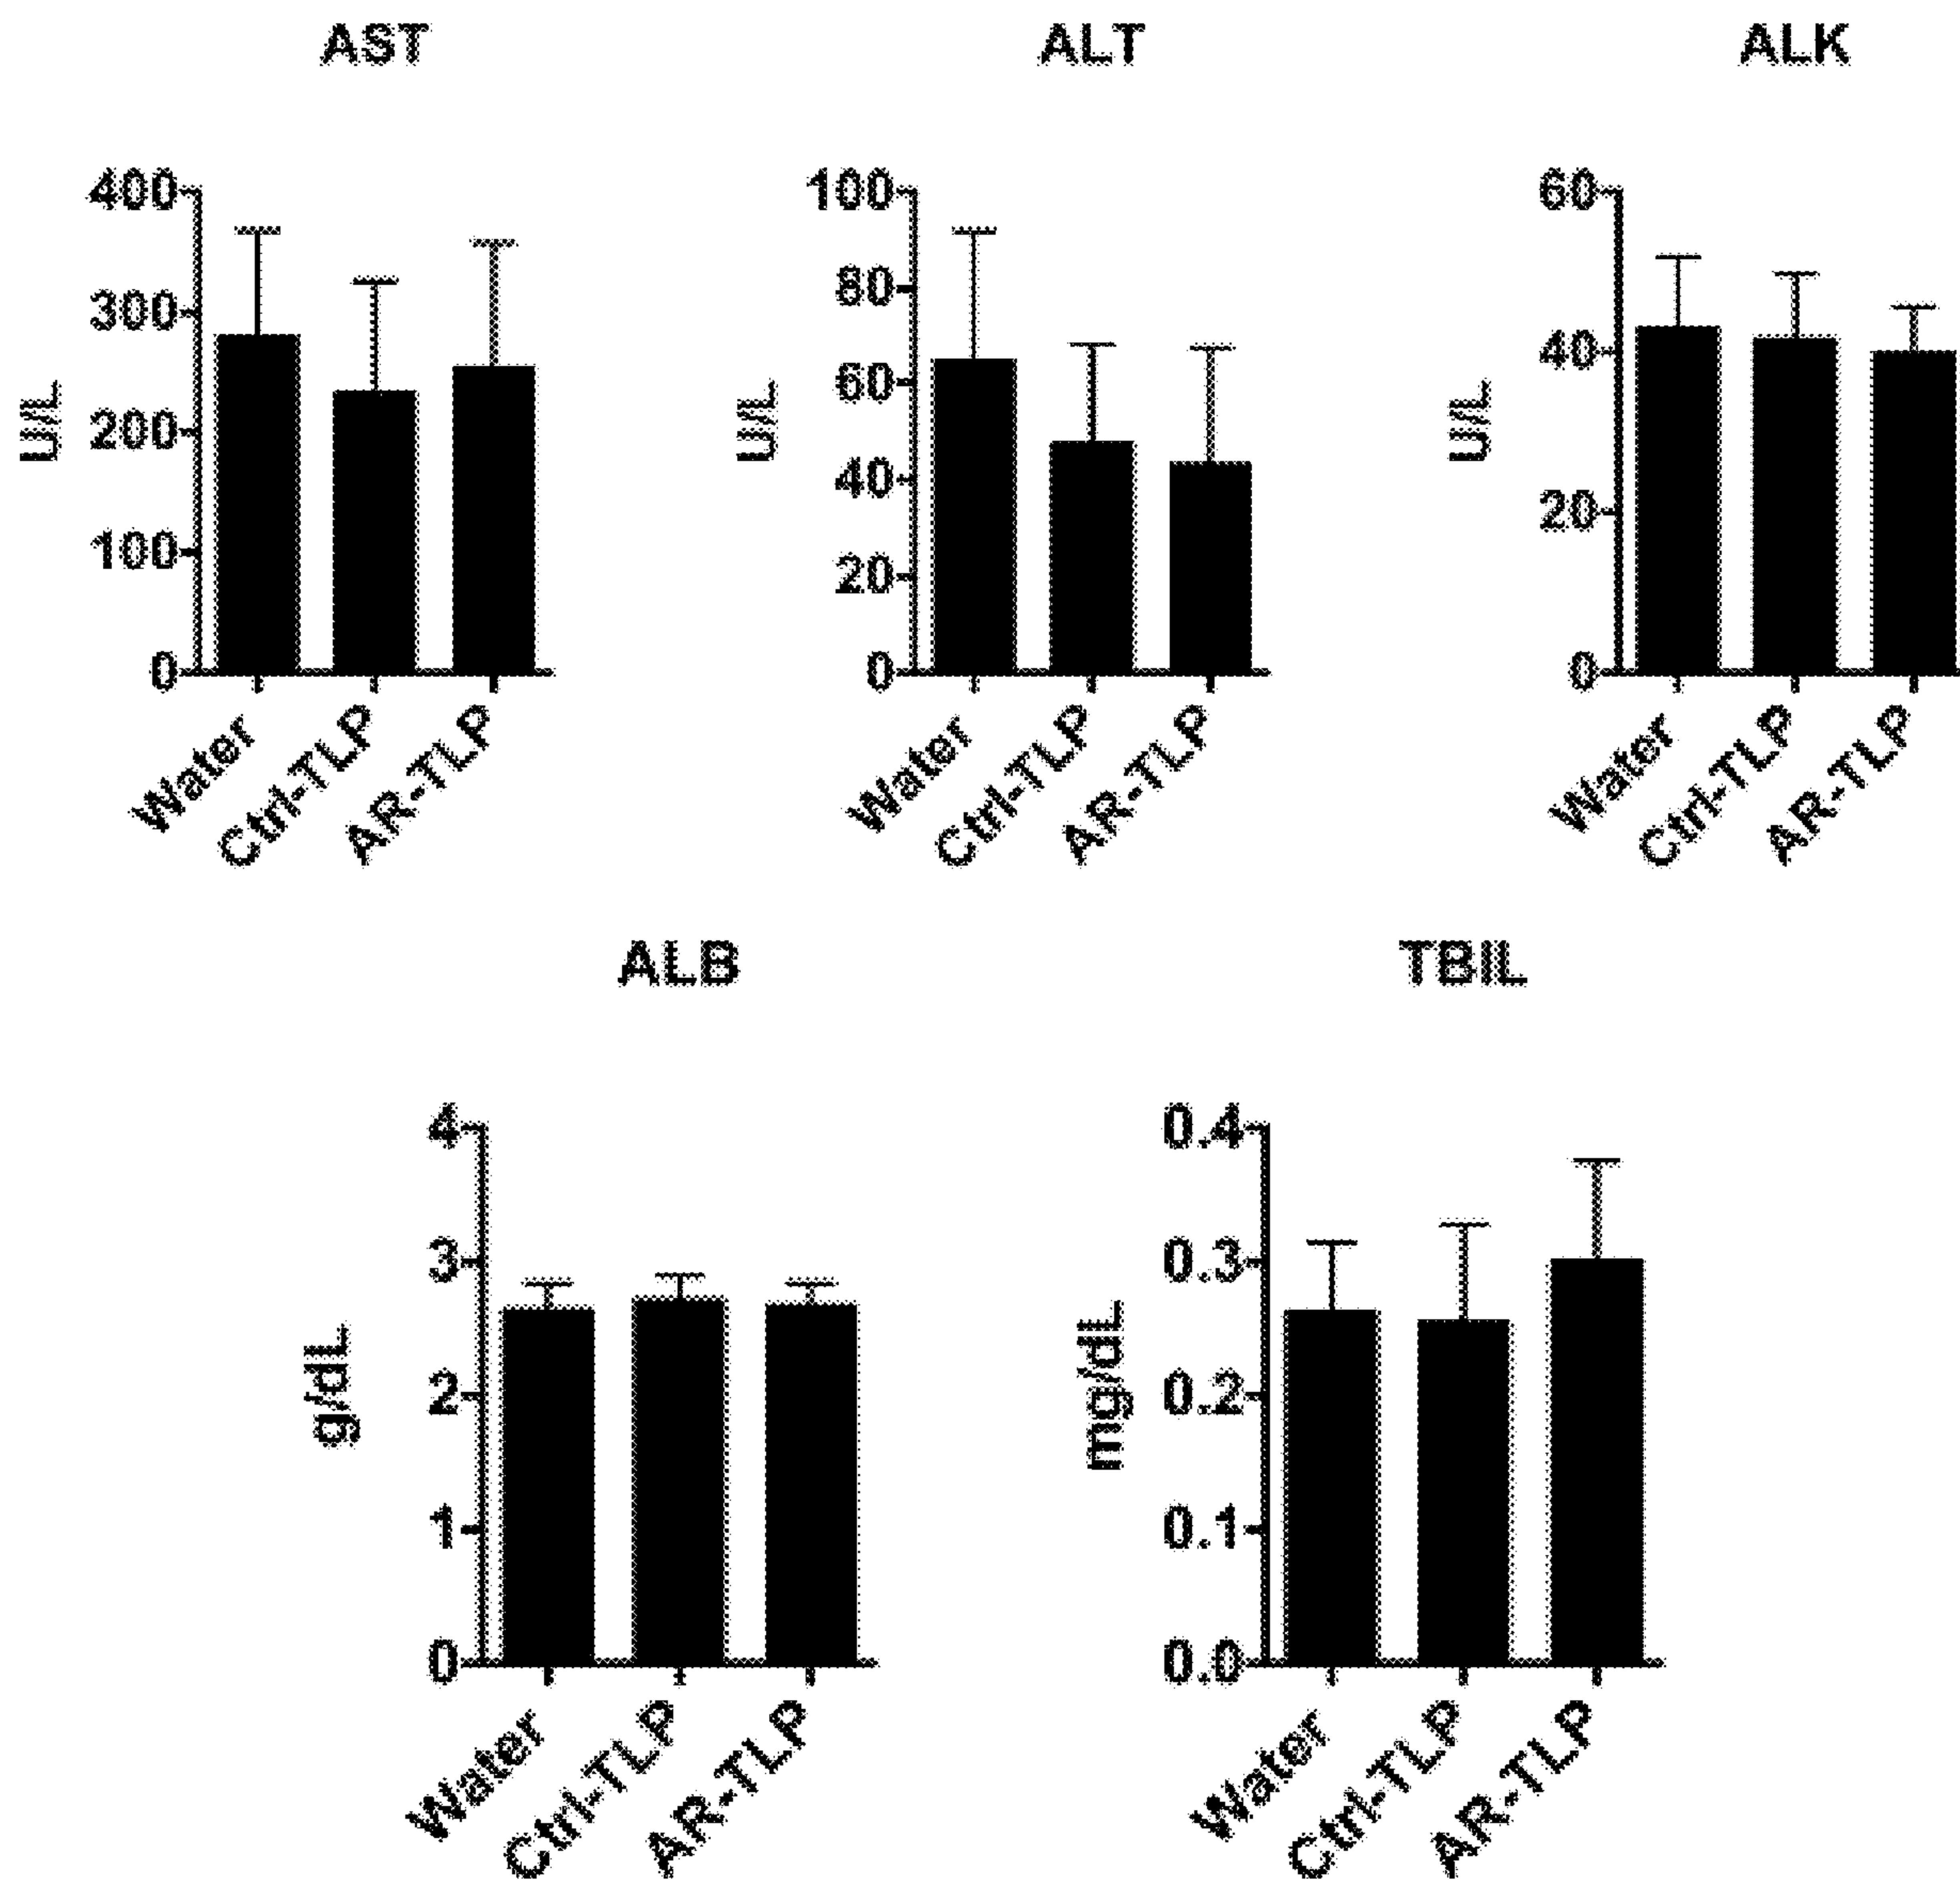 AST
U/L
400
300
200
100
0
Water
Ctrl-TLP
AR-TLP
ALT
U/L
100
80
60
40
20
0
Water
Ctrl-TLP
AR-TLP
ALK
U/L
60
40
20
0
Water
Ctrl-TLP
AR-TLP
ALB
g/dL
4
3
2
1
0
Water
Ctrl-TLP
AR-TLP
TBIL
mg/dL
0.4
0.3
0.2
0.1
0.0
Water
Ctrl-TLP
AR-TLP